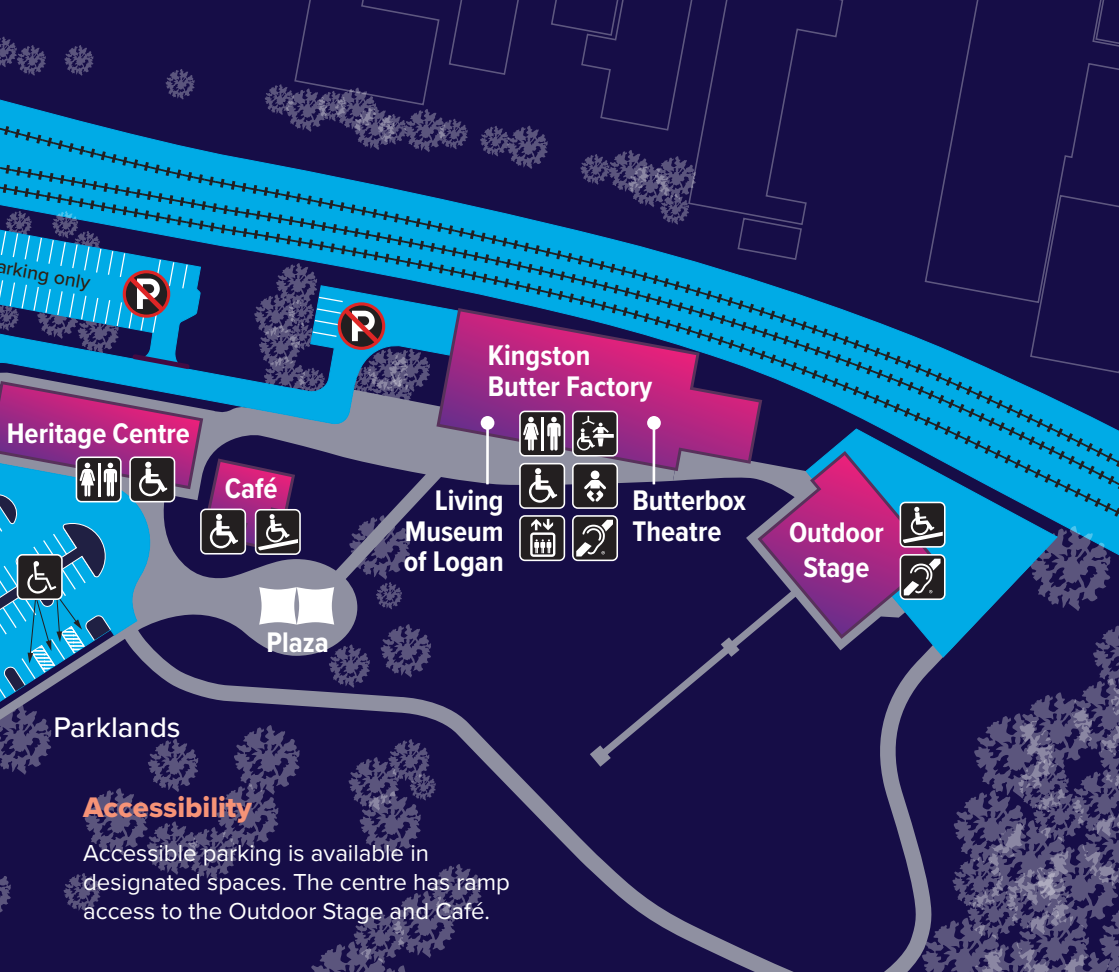 arking only
P
P
Kingston
Butter Factory
Heritage Centre
Café
Living
Museum
of Logan
Butterbox
Theatre
Outdoor
Stage
Plaza
Parklands
Accessibility
Accessible parking is available in
designated spaces. The centre has ramp
access to the Outdoor Stage and Café.